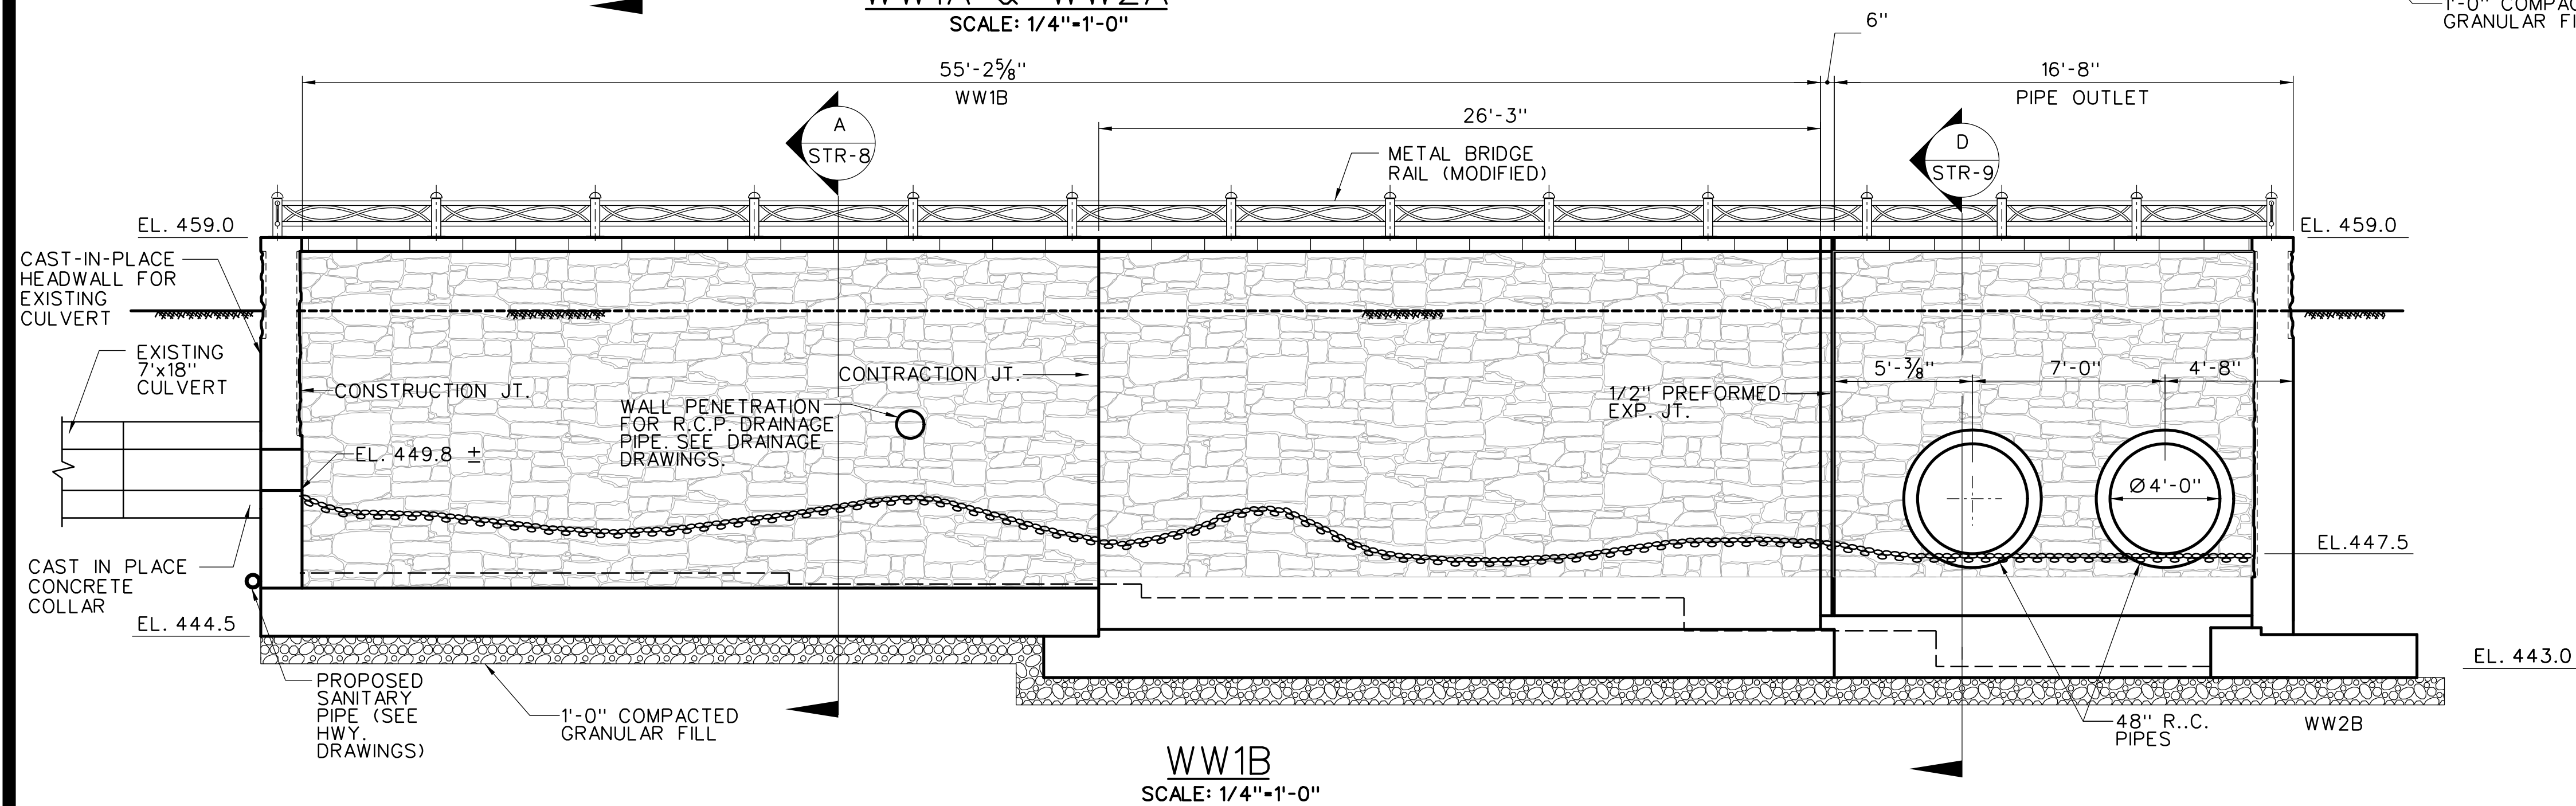 WW1A & WW2A
SCALE: 1/4"=1'-0"
GRANULAR
6"
55'-2⅝"
WW1B
16'-8"
PIPE OUTLET
26'-3"
A
STR-8
METAL BRIDGE
RAIL (MODIFIED)
D
STR-9
EL. 459.0
EL. 459.0
CAST-IN-PLACE
HEADWALL FOR
EXISTING
CULVERT
EXISTING
7'x18"
CULVERT
CONSTRUCTION JT.
CONTRACTION JT.
WALL PENETRATION
FOR R.C.P. DRAINAGE
PIPE. SEE DRAINAGE
DRAWINGS.
1/2" PREFORMED
EXP. JT.
5'-⅜"
7'-0"
4'-8"
EL. 449.8 ±
Ø4'-0"
EL.447.5
CAST IN PLACE
CONCRETE
COLLAR
EL. 444.5
EL. 443.0
PROPOSED
SANITARY
PIPE (SEE
HWY.
DRAWINGS)
1'-0" COMPACTED
GRANULAR FILL
48" R..C.
PIPES
WW2B
WW1B
SCALE: 1/4"=1'-0"